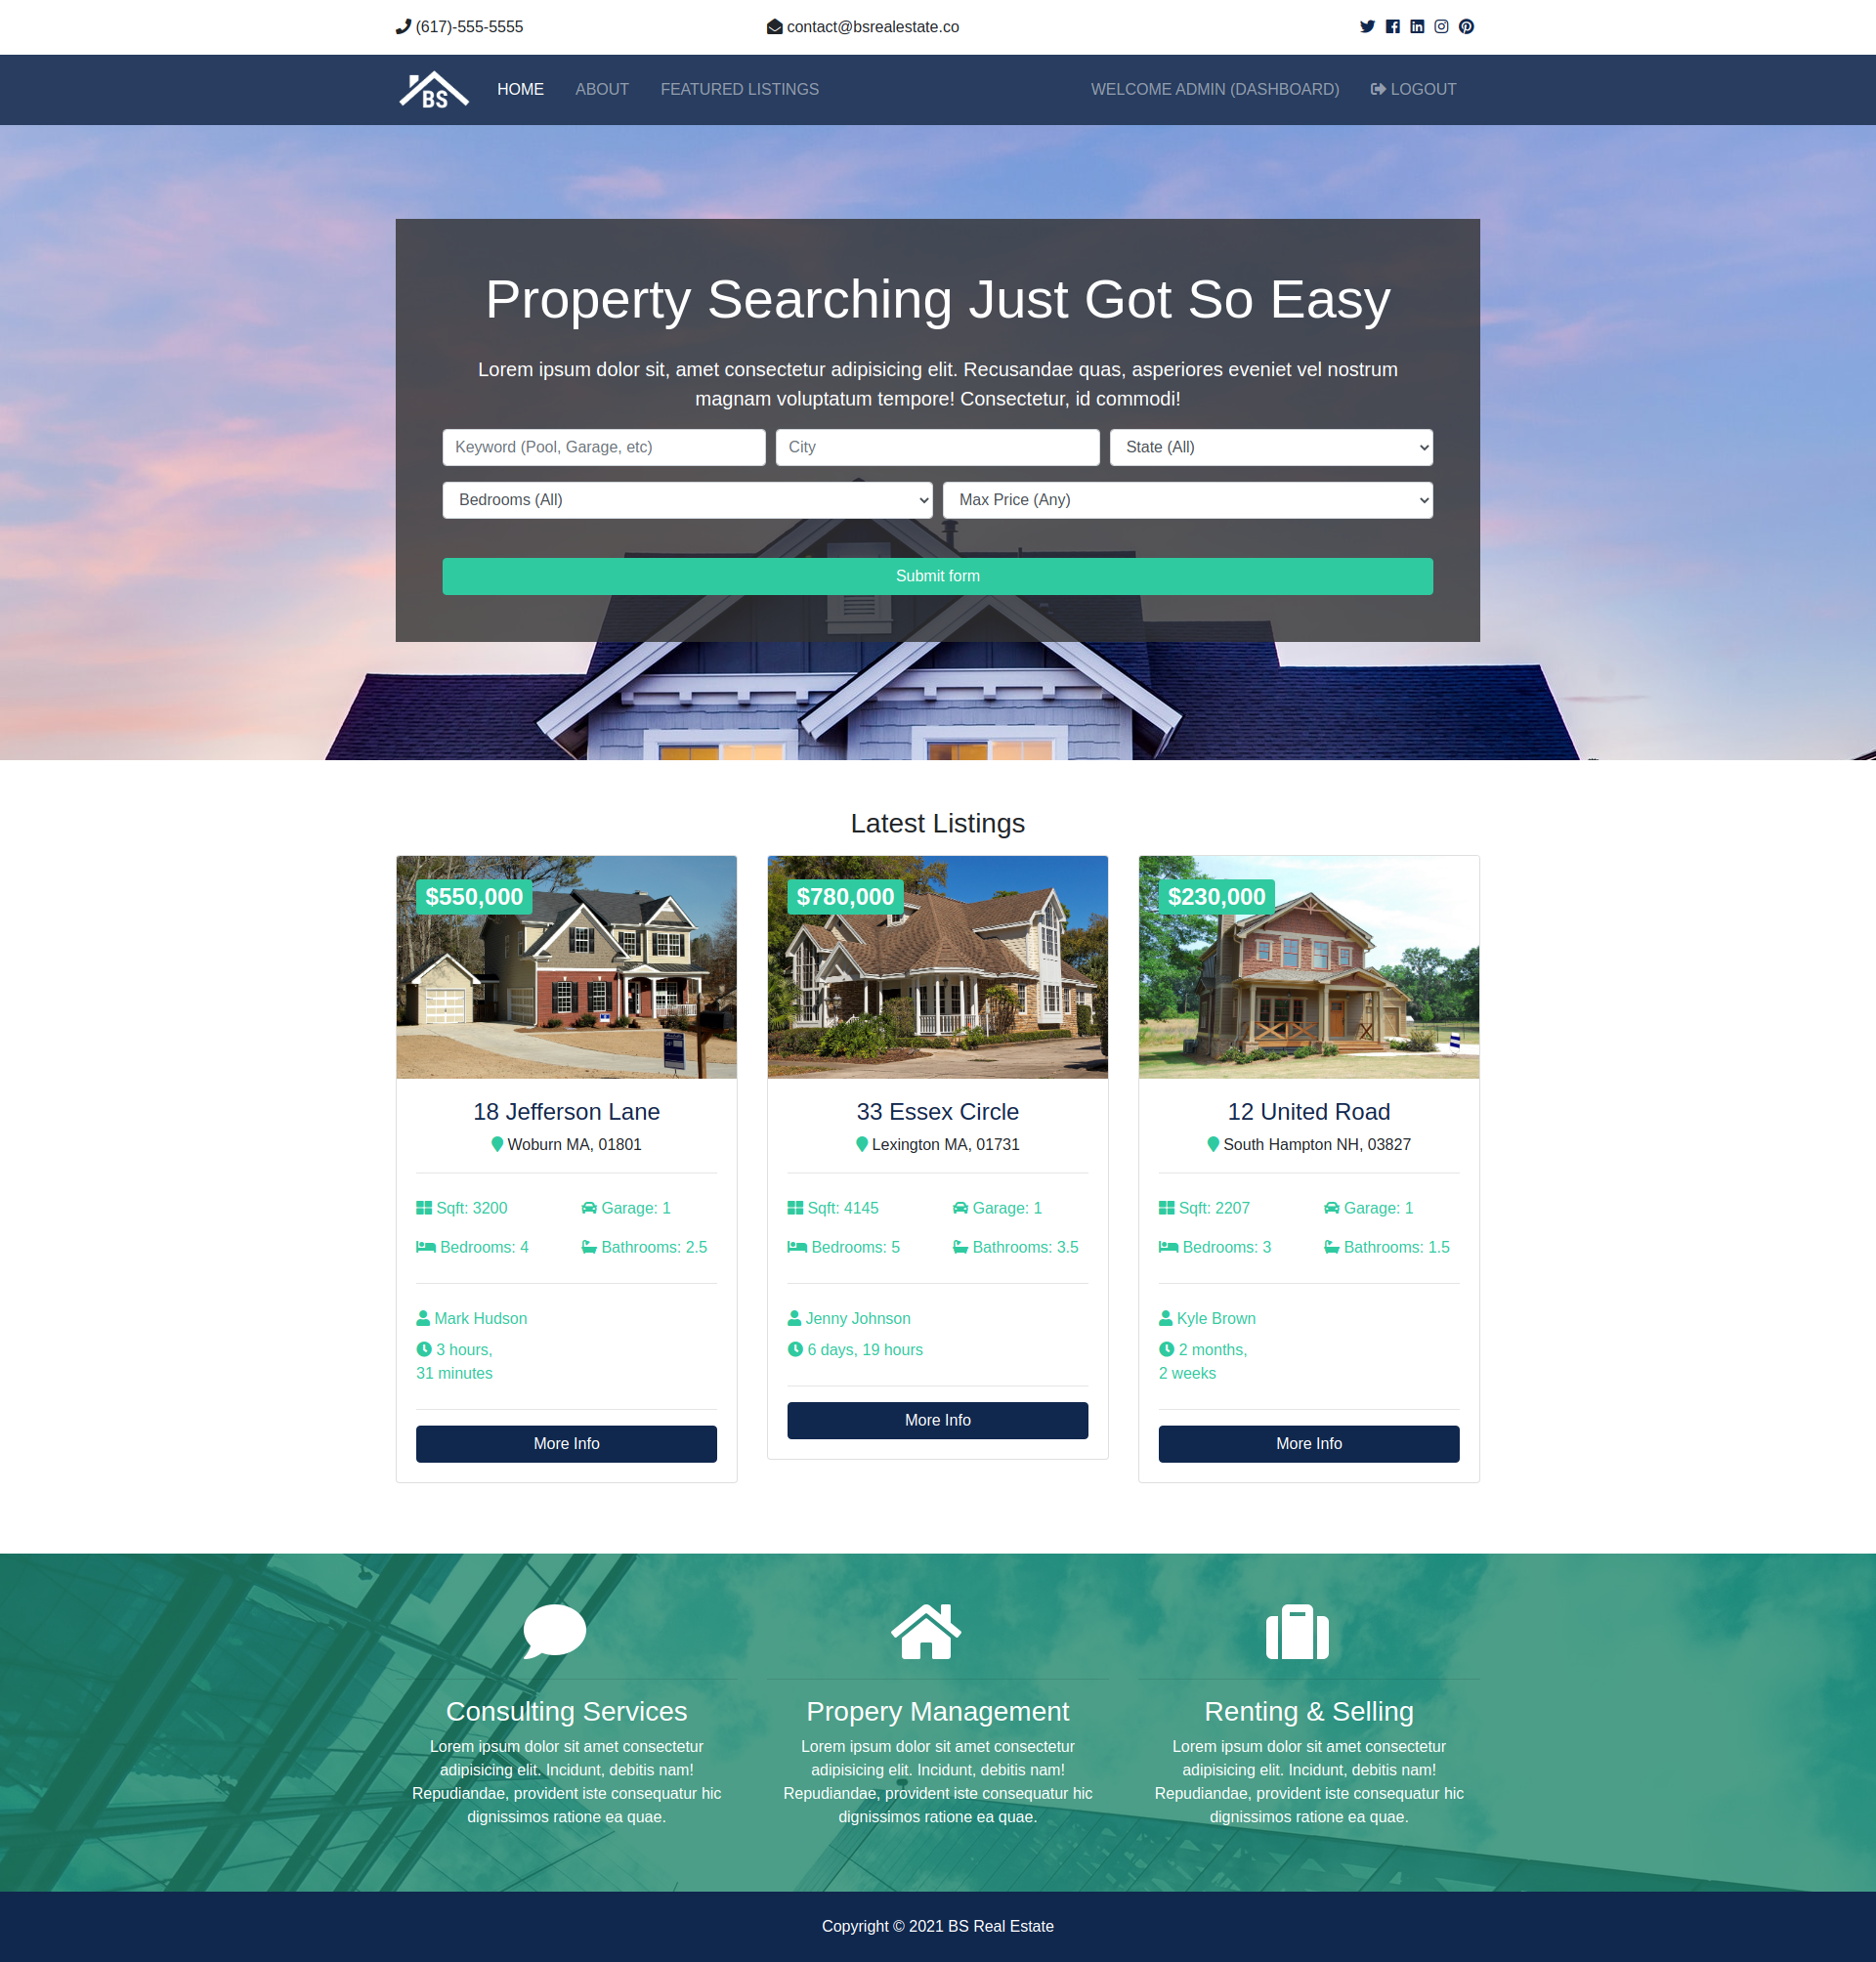 (617)-555-5555
contact@bsrealestate.co
BS
HOME
ABOUT
FEATURED LISTINGS
WELCOME ADMIN (DASHBOARD)
LOGOUT
Property Searching Just Got So Easy
Lorem ipsum dolor sit, amet consectetur adipisicing elit. Recusandae quas, asperiores eveniet vel nostrum
magnam voluptatum tempore! Consectetur, id commodi!
Keyword (Pool, Garage, etc)
City
State (All)
Bedrooms (All)
Max Price (Any)
Submit form
Latest Listings
$550,000
18 Jefferson Lane
Woburn MA, 01801
Sqft: 3200
Garage: 1
Bedrooms: 4
Bathrooms: 2.5
Mark Hudson
3 hours,
31 minutes
More Info
$780,000
33 Essex Circle
Lexington MA, 01731
Sqft: 4145
Garage: 1
Bedrooms: 5
Bathrooms: 3.5
Jenny Johnson
6 days, 19 hours
More Info
$230,000
12 United Road
South Hampton NH, 03827
Sqft: 2207
Garage: 1
Bedrooms: 3
Bathrooms: 1.5
Kyle Brown
2 months,
2 weeks
More Info
Consulting Services
Lorem ipsum dolor sit amet consectetur
adipisicing elit. Incidunt, debitis nam!
Repudiandae, provident iste consequatur hic
dignissimos ratione ea quae.
Propery Management
Lorem ipsum dolor sit amet consectetur
adipisicing elit. Incidunt, debitis nam!
Repudiandae, provident iste consequatur hic
dignissimos ratione ea quae.
Renting & Selling
Lorem ipsum dolor sit amet consectetur
adipisicing elit. Incidunt, debitis nam!
Repudiandae, provident iste consequatur hic
dignissimos ratione ea quae.
Copyright © 2021 BS Real Estate